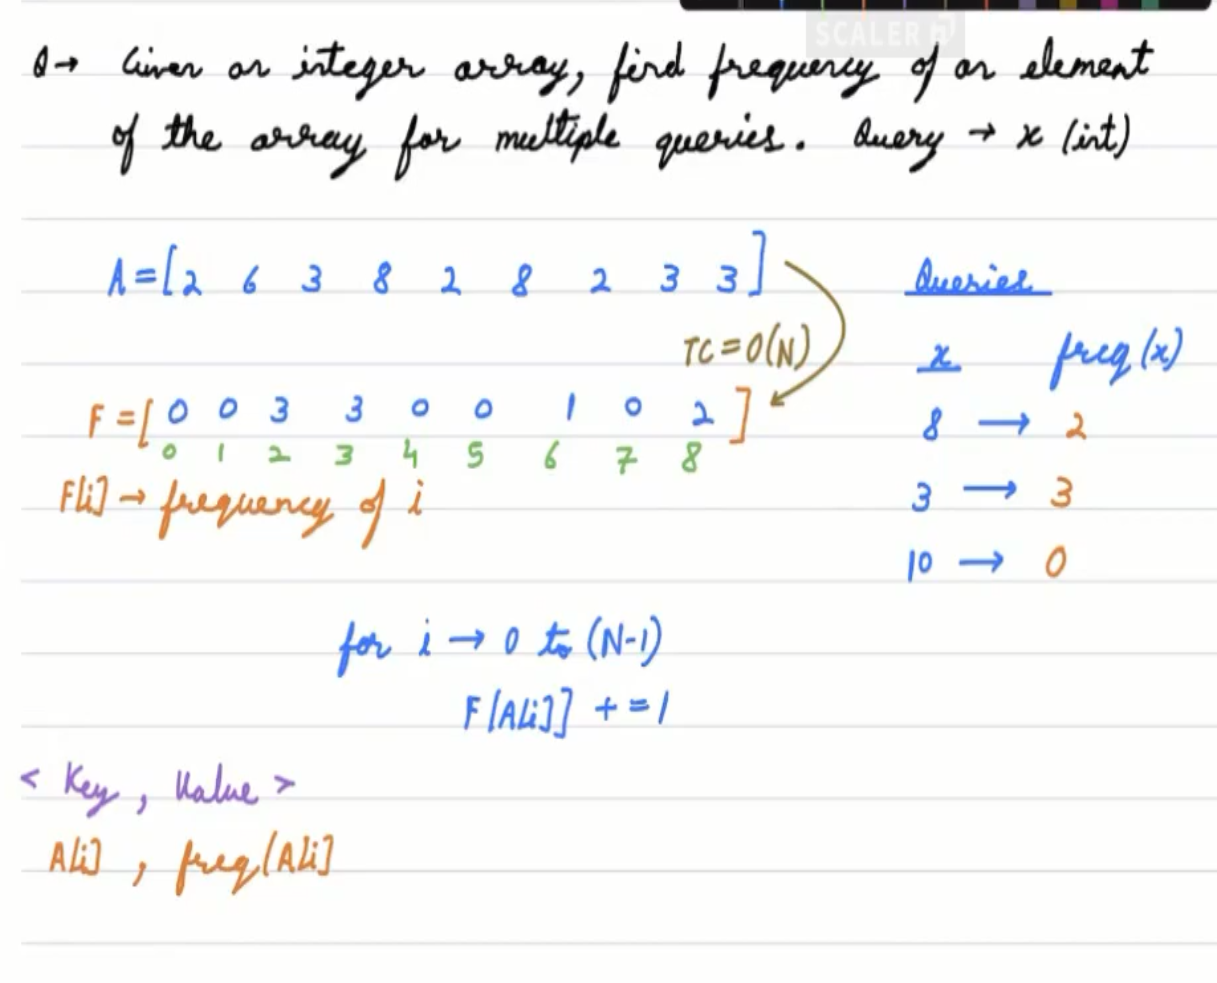 SCALER
Q→ Given an integer array, find frequency of an element
of the array for multiple queries. Query → x (int)
A=[2 6 3 8 2 8 2 3 3]
Queries
TC=O(N)
x freq(x)
F=[0 0 3 3 0 0 1 0 2]
0 1 2 3 4 5 6 7 8
8 → 2
F[i] → frequency of i
3 → 3
10 → 0
for i → 0 to (N-1)
F[A[i]] += 1
< Key, Value >
A[i] , freq(A[i]